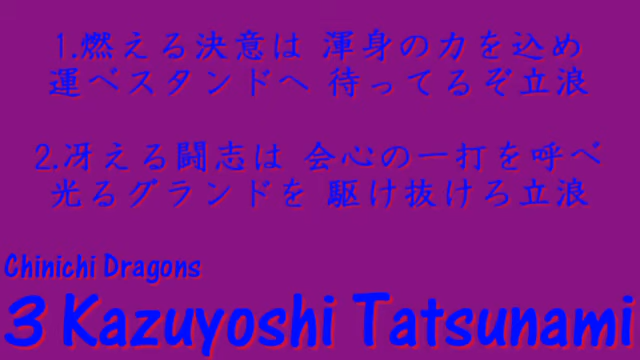 1.燃える決意は 渾身の力を込め
運べスタンドへ 待ってるぞ立浪
2.冴える闘志は 会心の一打を呼べ
光るグランドを 駆け抜けろ立浪
Chinichi Dragons
3 Kazuyoshi Tatsunami